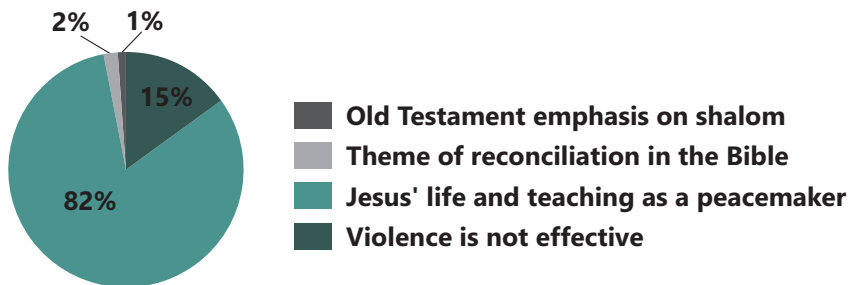 2%
1%
15%
82%
Old Testament emphasis on shalom
Theme of reconciliation in the Bible
Jesus' life and teaching as a peacemaker
Violence is not effective